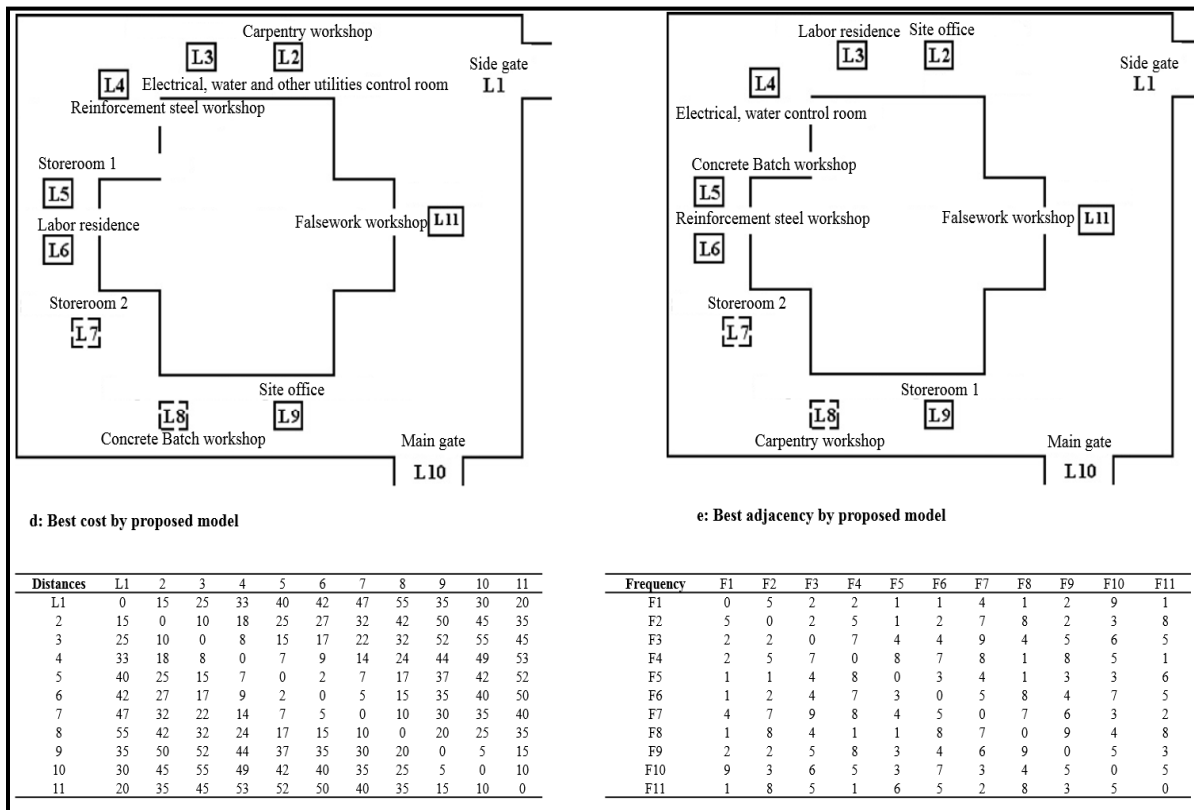 Carpentry workshop
L3
L2
Side gate
L1
L4
Electrical, water and other utilities control room
Reinforcement steel workshop
Storeroom 1
L5
Labor residence
L6
Falsework workshop
L11
Storeroom 2
L7
Site office
L8
L9
Concrete Batch workshop
Main gate
L10
d: Best cost by proposed model
Labor residence
Site office
L3
L2
Side gate
L1
L4
Electrical, water control room
Concrete Batch workshop
L5
Reinforcement steel workshop
L6
Falsework workshop
L11
Storeroom 2
L7
Storeroom 1
L8
L9
Carpentry workshop
Main gate
L10
e: Best adjacency by proposed model
Distances L1 2 3 4 5 6 7 8 9 10 11
L1 0 15 25 33 40 42 47 55 35 30 20
2 15 0 10 18 25 27 32 42 50 45 35
3 25 10 0 8 15 17 22 32 52 55 45
4 33 18 8 0 7 9 14 24 44 49 53
5 40 25 15 7 0 2 7 17 37 42 52
6 42 27 17 9 2 0 5 15 35 40 50
7 47 32 22 14 7 5 0 10 30 35 40
8 55 42 32 24 17 15 10 0 20 25 35
9 35 50 52 44 37 35 30 20 0 5 15
10 30 45 55 49 42 40 35 25 5 0 10
11 20 35 45 53 52 50 40 35 15 10 0
Frequency F1 F2 F3 F4 F5 F6 F7 F8 F9 F10 F11
F1 0 5 2 2 1 1 4 1 2 9 1
F2 5 0 2 5 1 2 7 8 2 3 8
F3 2 2 0 7 4 4 9 4 5 6 5
F4 2 5 7 0 8 7 8 1 8 5 1
F5 1 1 4 8 0 3 4 1 3 3 6
F6 1 2 4 7 3 0 5 8 4 7 5
F7 4 7 9 8 4 5 0 7 6 3 2
F8 1 8 4 1 1 8 7 0 9 4 8
F9 2 2 5 8 3 4 6 9 0 5 3
F10 9 3 6 5 3 7 3 4 5 0 5
F11 1 8 5 1 6 5 2 8 3 5 0